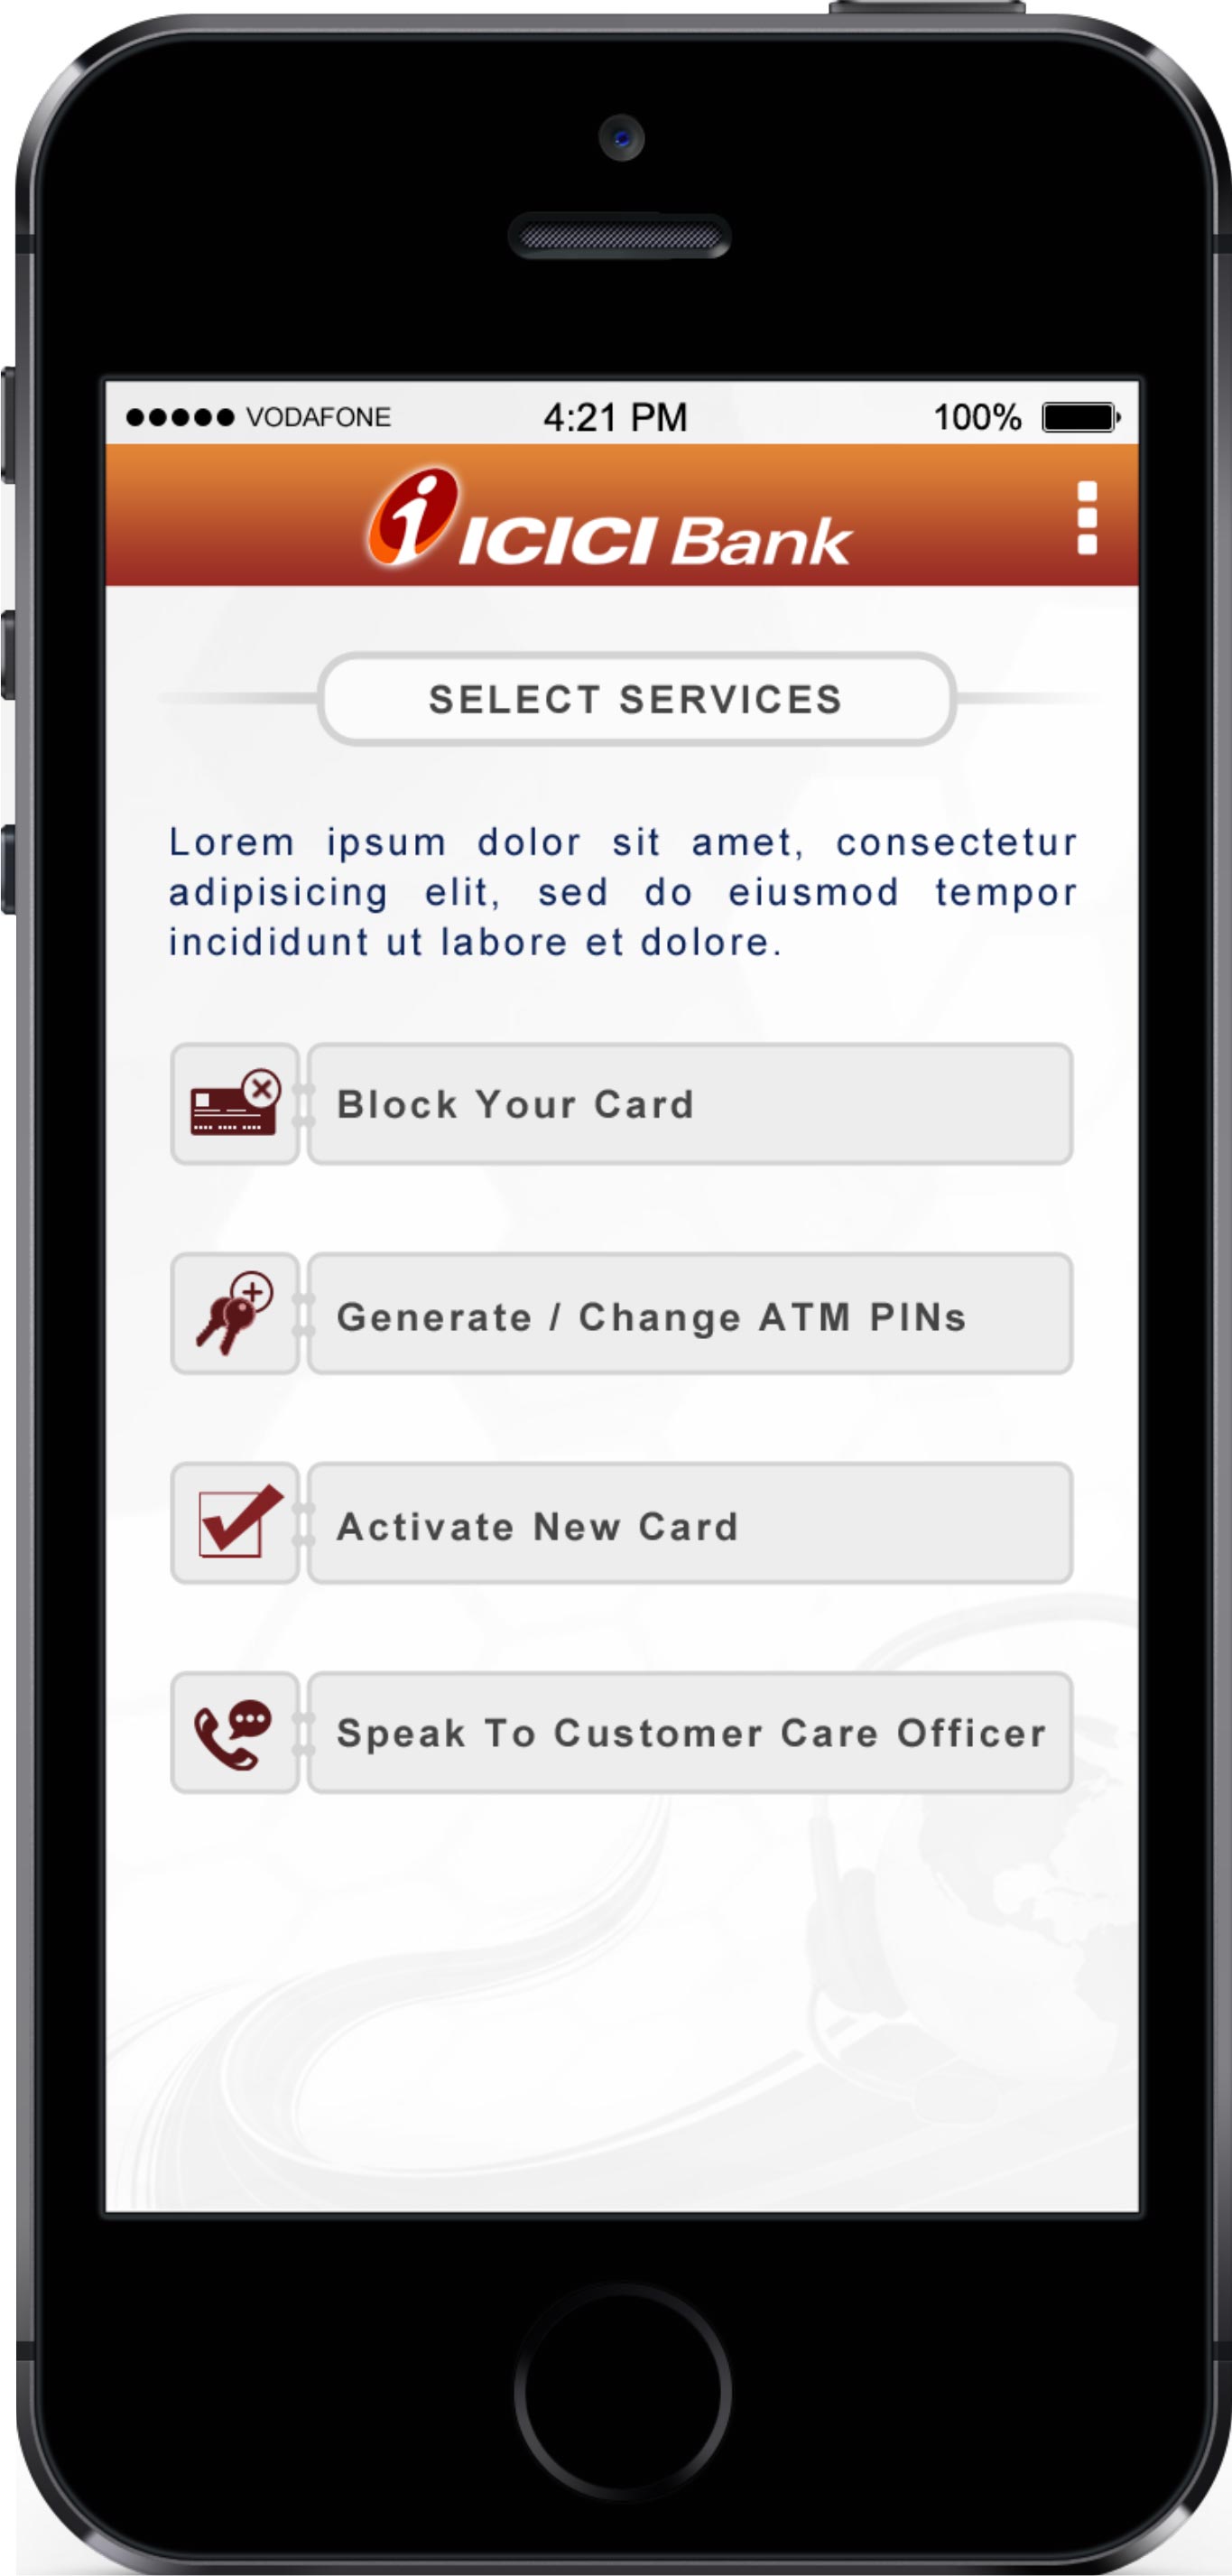 VODAFONE 4:21 PM 100%
i ICICI Bank
SELECT SERVICES
Lorem ipsum dolor sit amet, consectetur
adipisicing elit, sed do eiusmod tempor
incididunt ut labore et dolore.
Block Your Card
Generate / Change ATM PINs
Activate New Card
Speak To Customer Care Officer